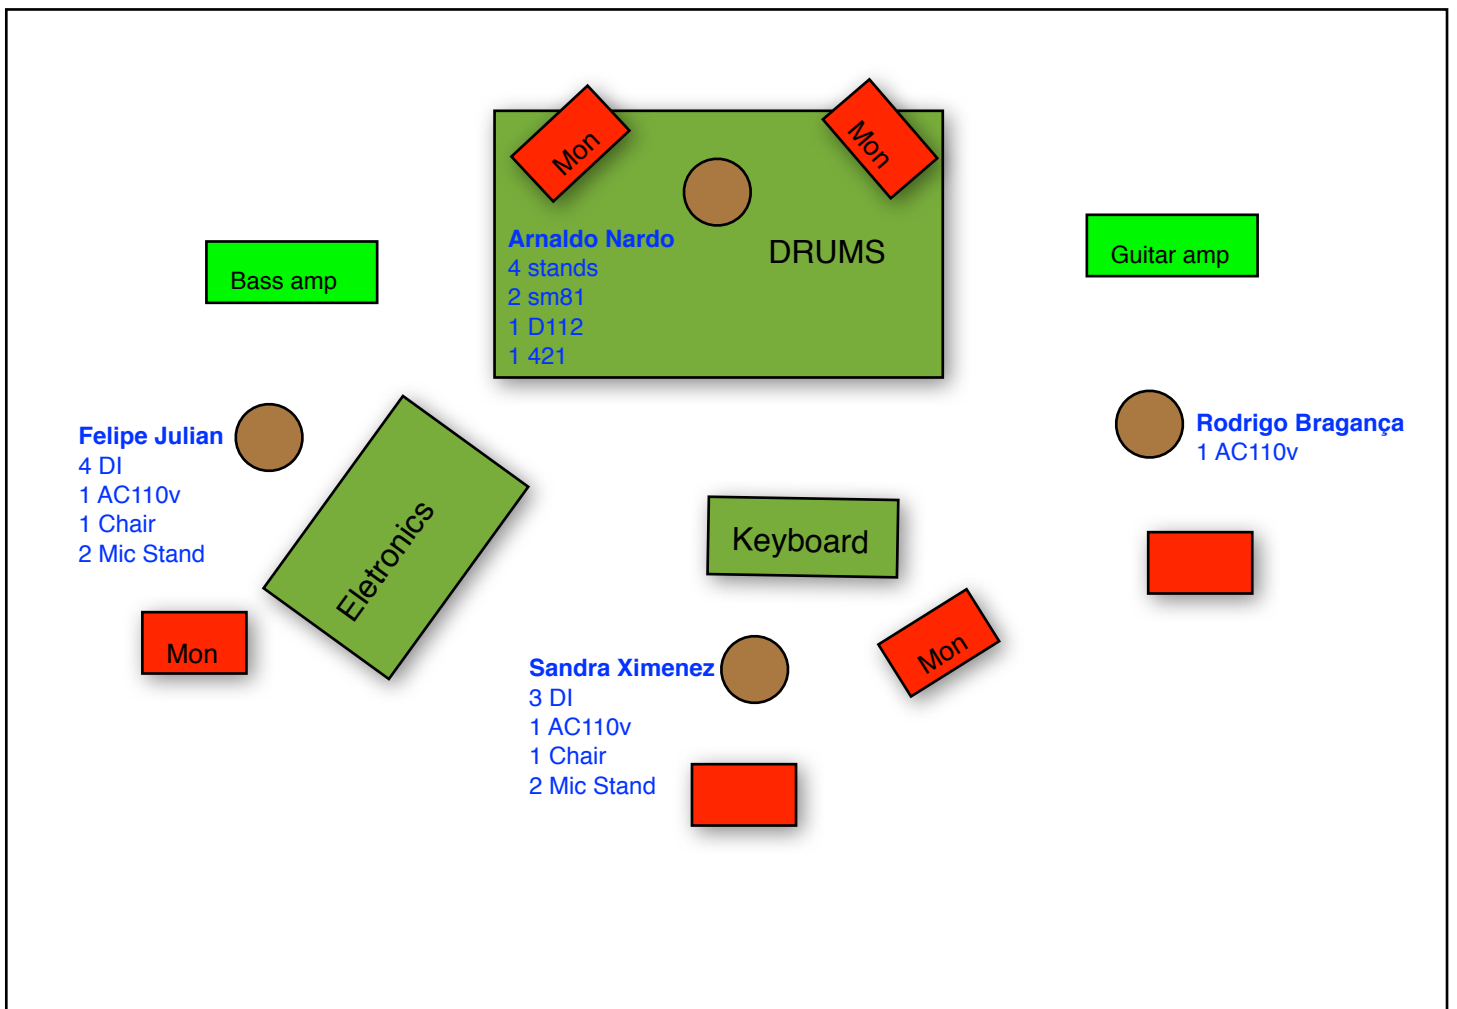 Mon
Mon
Arnaldo Nardo
4 stands
2 sm81
1 D112
1 421
DRUMS
Bass amp
Guitar amp
Felipe Julian
4 DI
1 AC110v
1 Chair
2 Mic Stand
Eletronics
Mon
Keyboard
Rodrigo Bragança
1 AC110v
Sandra Ximenez
3 DI
1 AC110v
1 Chair
2 Mic Stand
Mon